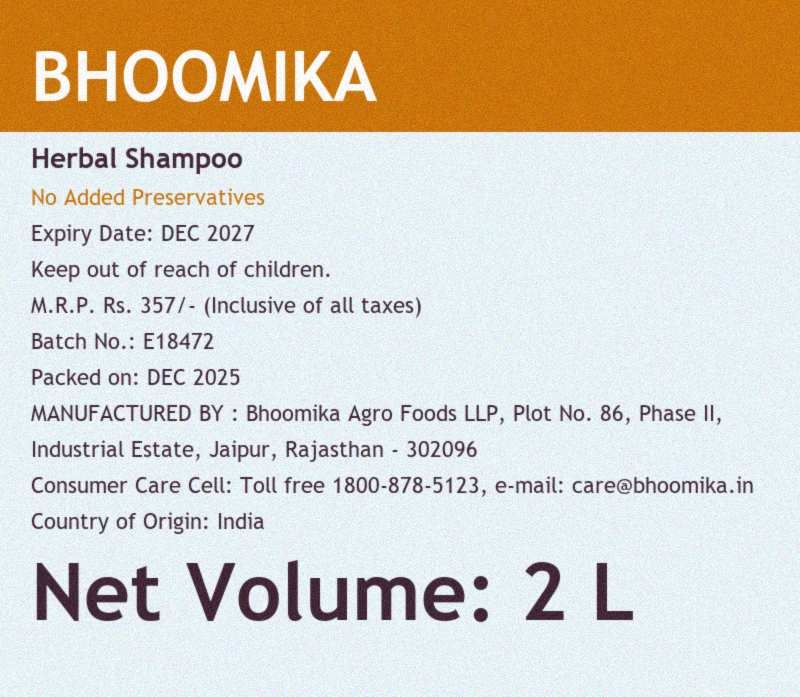 BHOOMIKA
Herbal Shampoo
No Added Preservatives
Expiry Date: DEC 2027
Keep out of reach of children.
M.R.P. Rs. 357/- (Inclusive of all taxes)
Batch No.: E18472
Packed on: DEC 2025
MANUFACTURED BY : Bhoomika Agro Foods LLP, Plot No. 86, Phase II,
Industrial Estate, Jaipur, Rajasthan - 302096
Consumer Care Cell: Toll free 1800-878-5123, e-mail: care@bhoomika.in
Country of Origin: India
Net Volume: 2 L